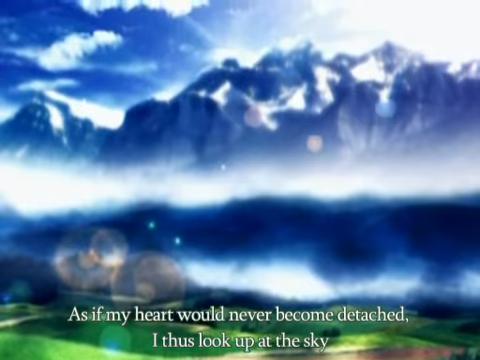 As if my heart would never become detached,
I thus look up at the sky